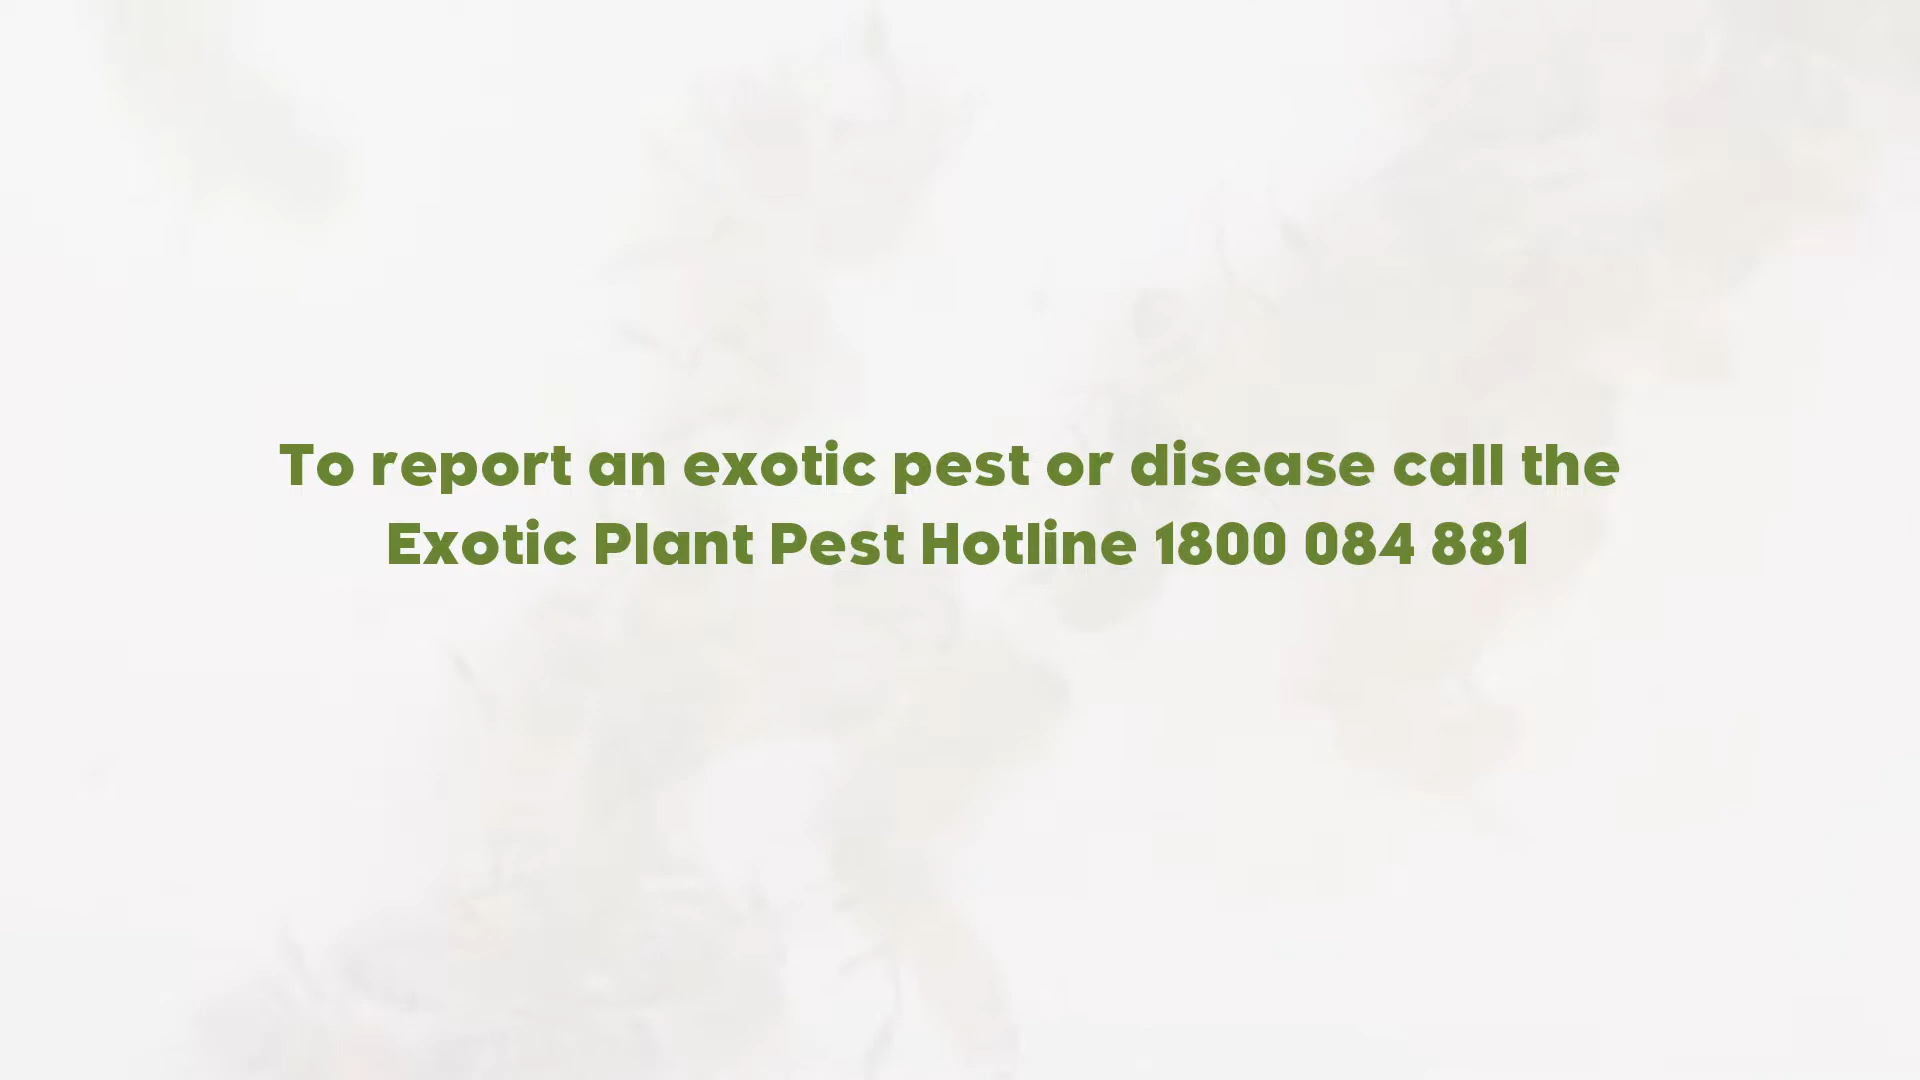 To report an exotic pest or disease call the
Exotic Plant Pest Hotline 1800 084 881